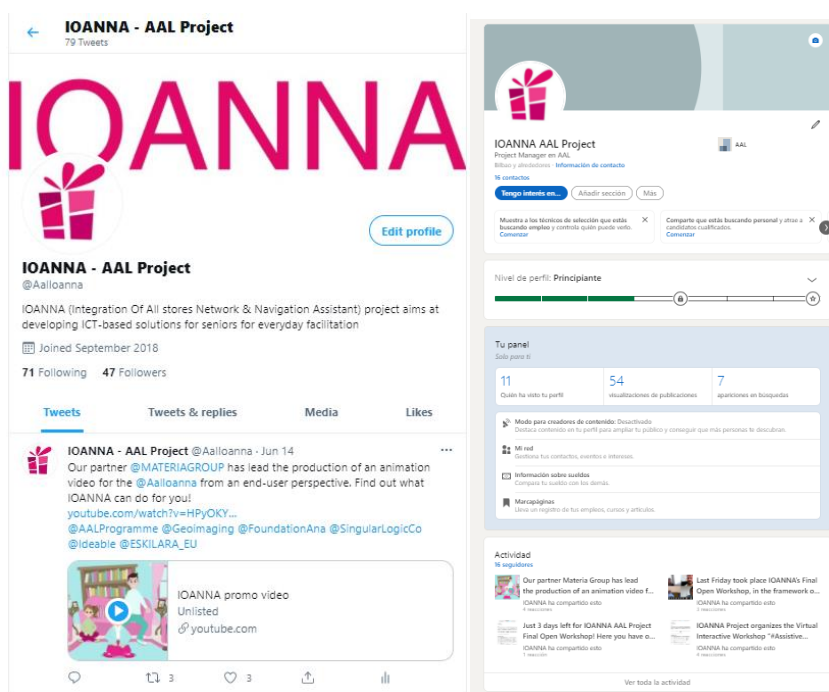 IOANNA - AAL Project
79 Tweets
IOANNA
Edit profile
IOANNA - AAL Project
@Aalloanna
IOANNA (Integration Of All stores Network & Navigation Assistant) project aims at
developing ICT-based solutions for seniors for everyday facilitation
Joined September 2018
71 Following 47 Followers
Tweets Tweets & replies Media Likes
IOANNA - AAL Project @Aalloanna · Jun 14
Our partner @MATERIAGROUP has lead the production of an animation
video for the @Aalloanna from an end-user perspective. Find out what
IOANNA can do for you!
youtube.com/watch?v=HPyOKY...
@AALProgramme @Geoimaging @FoundationAna @SingularLogicCo
@Ideable @ESKILARA_EU
IOANNA promo video
Unlisted
youtube.com
3 3
IOANNA AAL Project
AAL
Project Manager en AAL
Bilbao y alrededores · Información de contacto
16 contactos
Tengo interés en... Añadir sección Más
Muestra a los técnicos de selección que estás
buscando empleo y controla quién puede verlo.
Comenzar
Comparte que estás buscando personal y atrae a
candidatos cualificados.
Comenzar
Nivel de perfil: Principiante
Tu panel
Solo para ti
11
Quién ha visto tu perfil
54
visualizaciones de publicaciones
7
apariciones en búsquedas
Modo para creadores de contenido: Desactivado
Destaca contenido en tu perfil para ampliar tu público y conseguir que más personas te descubran.
Mi red
Gestiona tus contactos, eventos e intereses.
Información sobre sueldos
Compara tu sueldo con los demás.
Marcapáginas
Lleva un registro de tus empleos, cursos y artículos.
Actividad
16 seguidores
Our partner Materia Group has lead
the production of an animation video f...
IOANNA ha compartido esto
4 reacciones
Last Friday took place IOANNA's Final
Open Workshop, in the framework o...
IOANNA ha compartido esto
3 reacciones
Just 3 days left for IOANNA AAL Project
Final Open Workshop! Here you have o...
IOANNA ha compartido esto
1 reacción
IOANNA Project organizes the Virtual
Interactive Workshop "#Assistive...
IOANNA ha compartido esto
4 reacciones
Ver toda la actividad